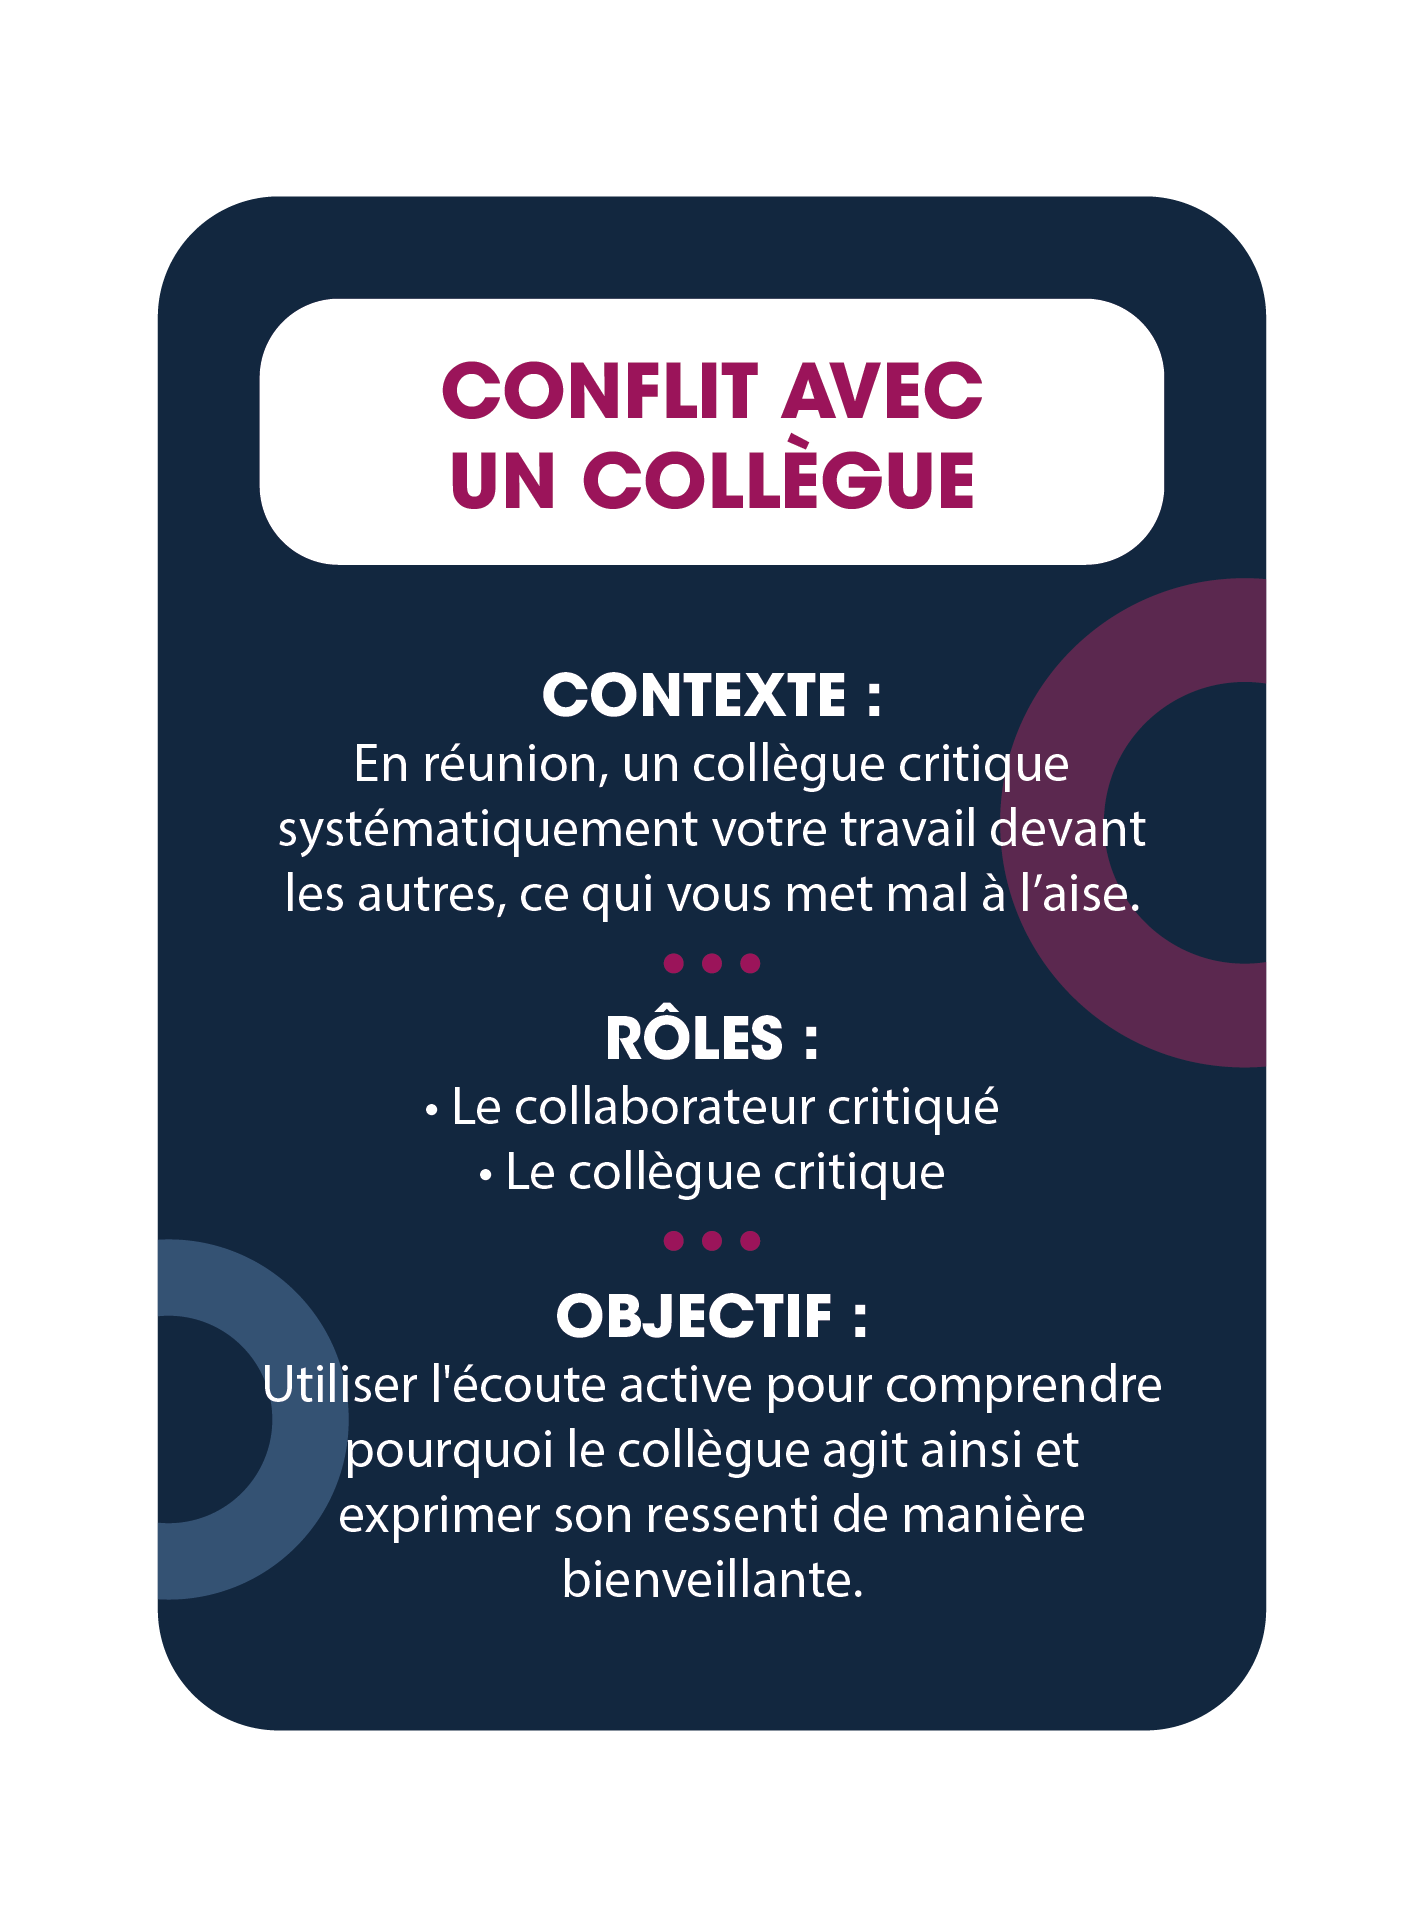 CONFLIT AVEC
UN COLLÈGUE
CONTEXTE :
En réunion, un collègue critique
systématiquement votre travail devant
les autres, ce qui vous met mal à l’aise.
RÔLES :
• Le collaborateur critiqué
• Le collègue critique
OBJECTIF :
Utiliser l'écoute active pour comprendre
pourquoi le collègue agit ainsi et
exprimer son ressenti de manière
bienveillante.